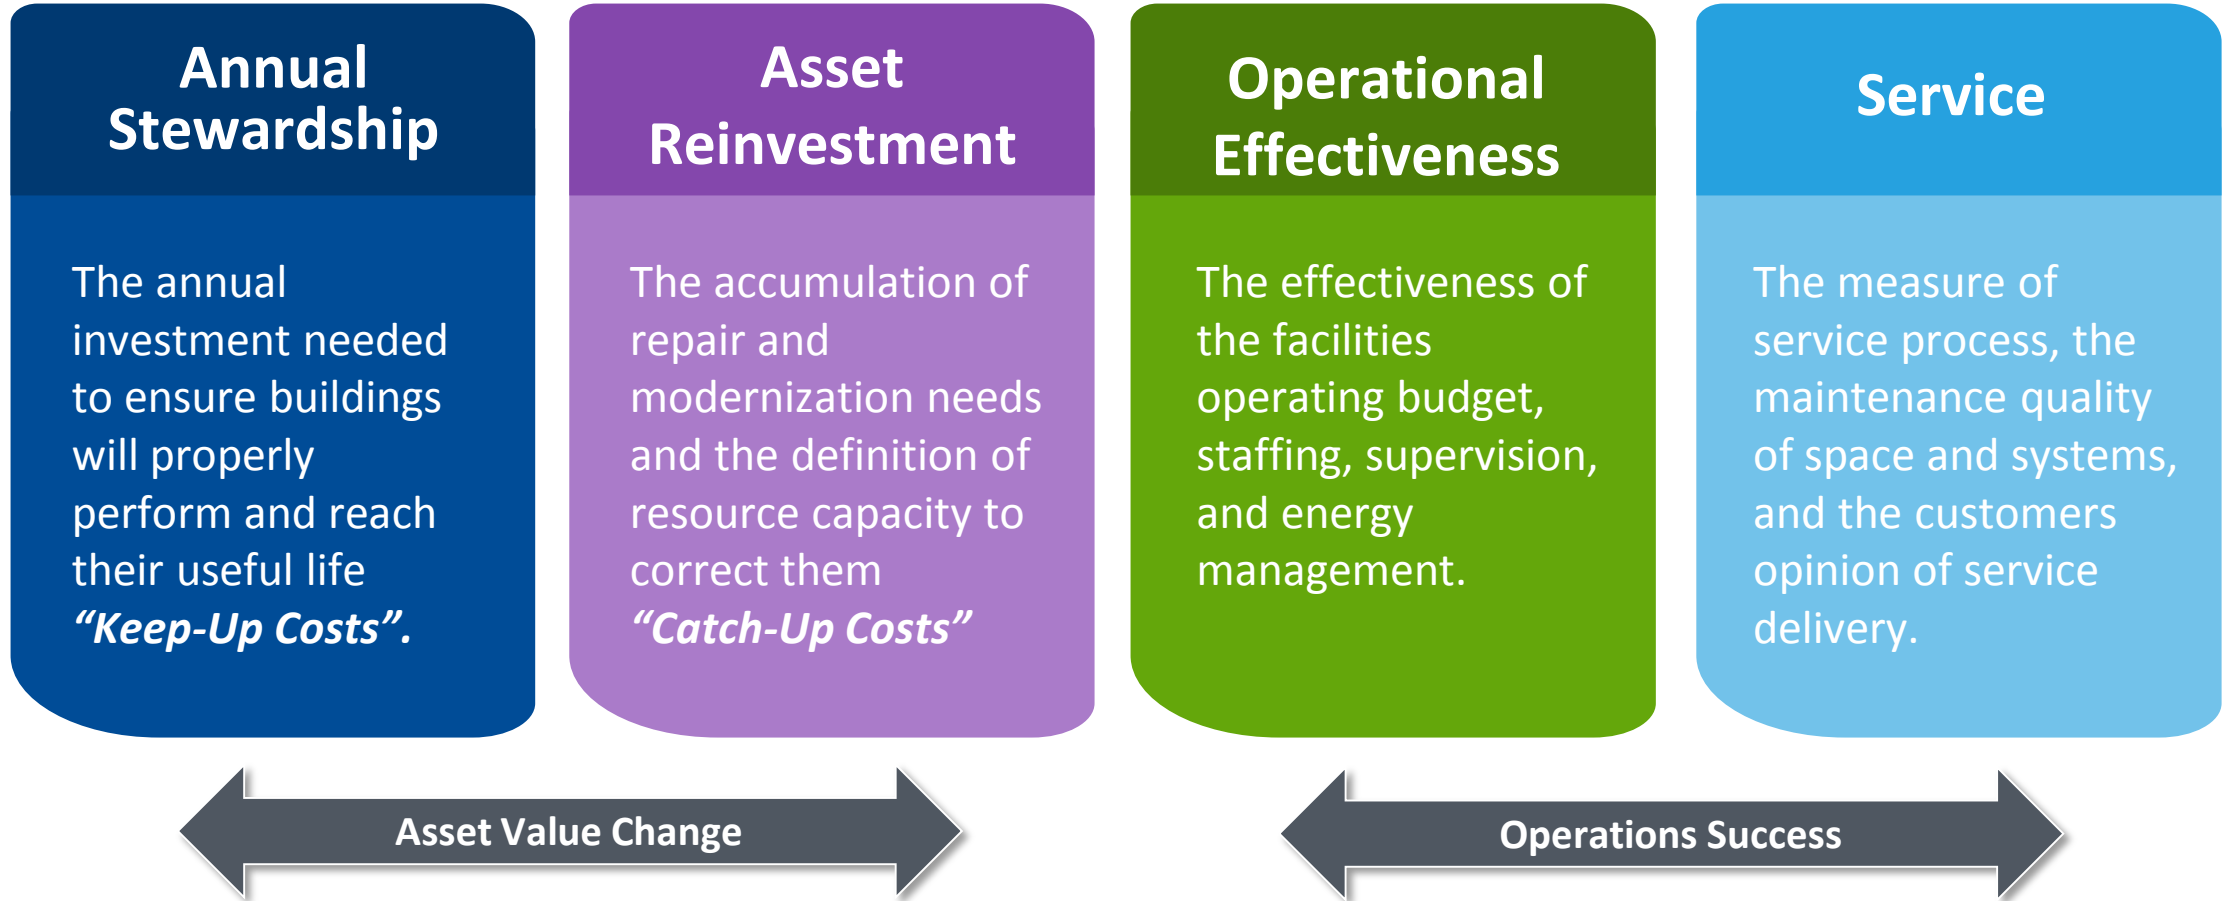 Annual
Stewardship
The annual
investment needed
to ensure buildings
will properly
perform and reach
their useful life
“Keep-Up Costs”.
Asset
Reinvestment
The accumulation of
repair and
modernization needs
and the definition of
resource capacity to
correct them
“Catch-Up Costs”
Operational
Effectiveness
The effectiveness of
the facilities
operating budget,
staffing, supervision,
and energy
management.
Service
The measure of
service process, the
maintenance quality
of space and systems,
and the customers
opinion of service
delivery.
Asset Value Change
Operations Success